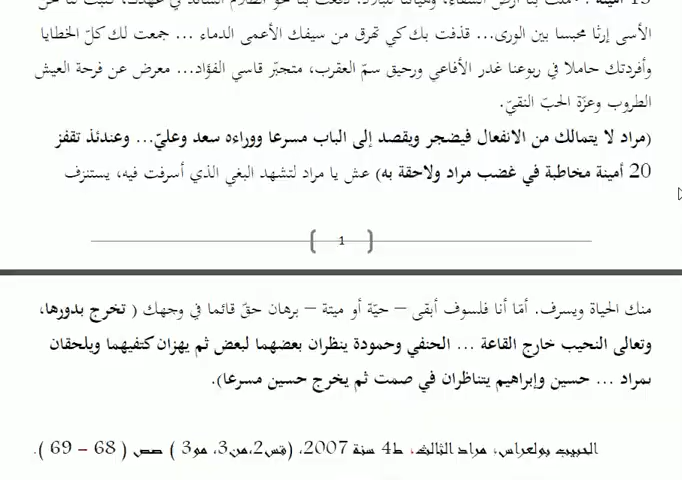 الأسى إرثا محبسا بين الورى... قذفت بك كي تهرق من سيفك الأعمى الدماء ... جمعت لك كلّ الخطايا
وأفردتك حاملا في ربوعنا غدر الأفاعي ورحيق سمّ العقرب، متجبّر قاسي الفؤاد... معرض عن فرحة العيش
الطروب وعزّة الحبّ النقيّ.
(مراد لا يتمالك من الانفعال فيضجر ويقصد إلى الباب مسرعا ووراءه سعد وعليّ... وعندئذ تقفز
20 أمينة مخاطبة في غضب مراد ولاحقة به) عش يا مراد لتشهد البغي الذي أسرفت فيه، يستنزف
1
منك الحياة ويسرف. أمّا أنا فلسوف أبقى – حيّة أو ميتة – برهان حقّ قائما في وجهك ( تخرج بدورها،
وتعالى النحيب خارج القاعة ... الحنفي وحمودة ينظران بعضهما لبعض ثم يهزان كتفيهما ويلحقان
بمراد ... حسين وإبراهيم يتناظران في صمت ثم يخرج حسين مسرعا).
الحبيب بولعراس، مراد الثالث، ط4 سنة 2007، (قس2،من3، مو3 ) صص ( 68 – 69 ).